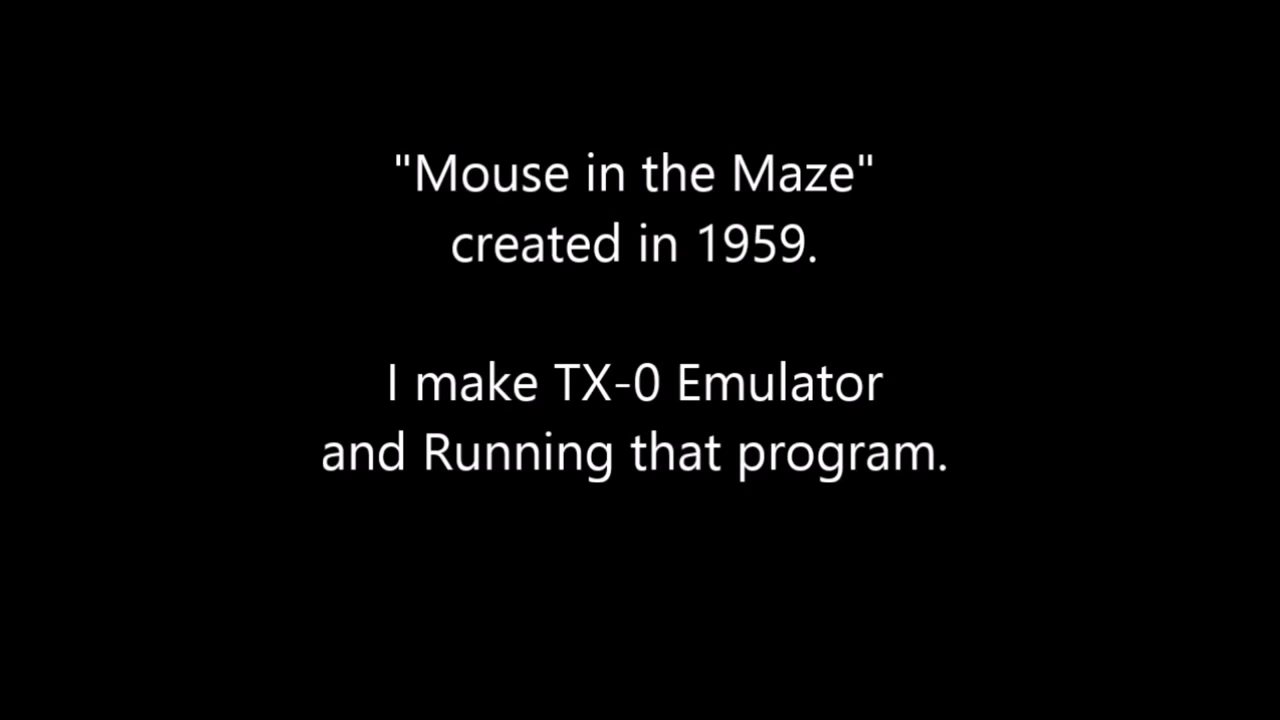 "Mouse in the Maze"
created in 1959.
I make TX-0 Emulator
and Running that program.